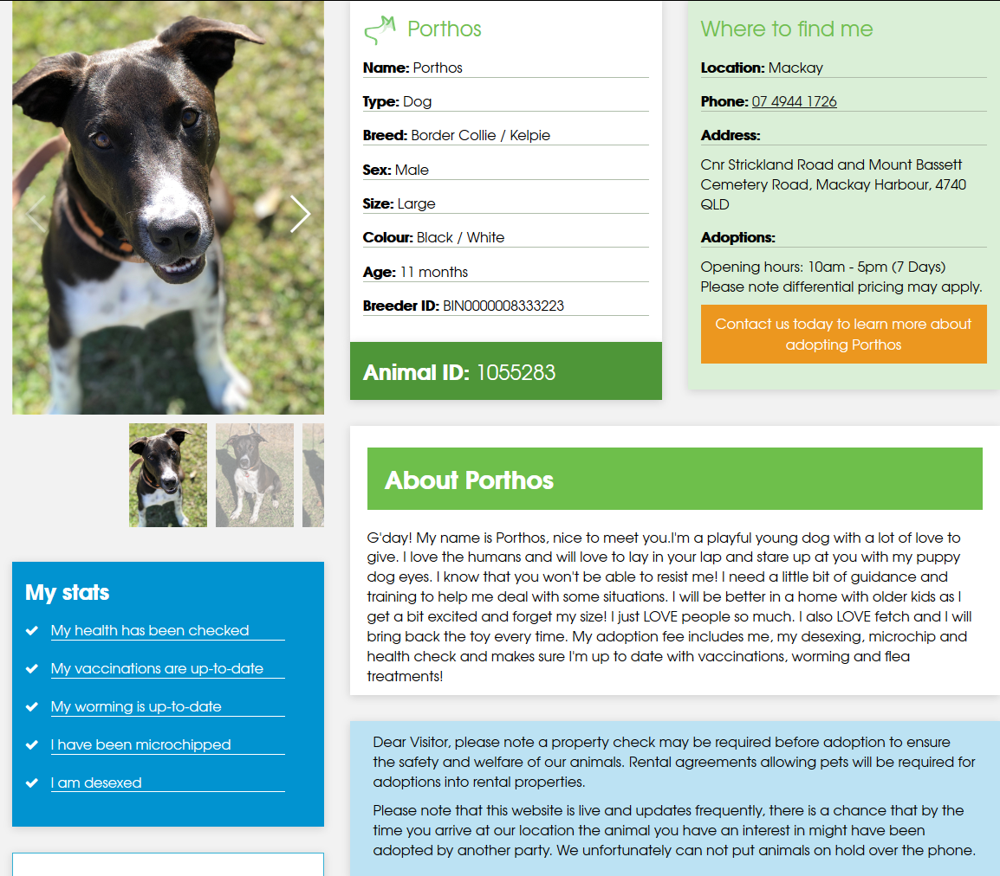 Porthos
Name: Porthos
Type: Dog
Breed: Border Collie / Kelpie
Sex: Male
Size: Large
Colour: Black / White
Age: 11 months
Breeder ID: BIN0000008333223
Animal ID: 1055283
Where to find me
Location: Mackay
Phone: 07 4944 1726
Address:
Cnr Strickland Road and Mount Bassett
Cemetery Road, Mackay Harbour, 4740
QLD
Adoptions:
Opening hours: 10am - 5pm (7 Days)
Please note differential pricing may apply.
Contact us today to learn more about
adopting Porthos
My stats
My health has been checked
My vaccinations are up-to-date
My worming is up-to-date
I have been microchipped
I am desexed
About Porthos
G'day! My name is Porthos, nice to meet you.I'm a playful young dog with a lot of love to
give. I love the humans and will love to lay in your lap and stare up at you with my puppy
dog eyes. I know that you won't be able to resist me! I need a little bit of guidance and
training to help me deal with some situations. I will be better in a home with older kids as I
get a bit excited and forget my size! I just LOVE people so much. I also LOVE fetch and I will
bring back the toy every time. My adoption fee includes me, my desexing, microchip and
health check and makes sure I'm up to date with vaccinations, worming and flea
treatments!
Dear Visitor, please note a property check may be required before adoption to ensure
the safety and welfare of our animals. Rental agreements allowing pets will be required for
adoptions into rental properties.
Please note that this website is live and updates frequently, there is a chance that by the
time you arrive at our location the animal you have an interest in might have been
adopted by another party. We unfortunately can not put animals on hold over the phone.